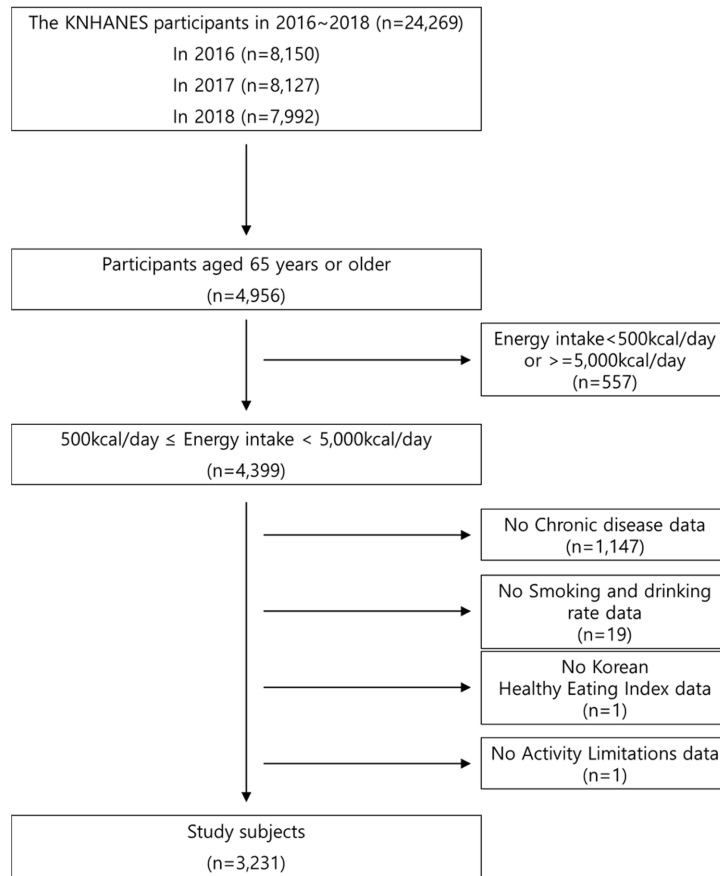 The KNHANES participants in 2016~2018 (n=24,269)
In 2016 (n=8,150)
In 2017 (n=8,127)
In 2018 (n=7,992)
Participants aged 65 years or older
(n=4,956)
Energy intake<500kcal/day
or >=5,000kcal/day
(n=557)
500kcal/day ≤ Energy intake < 5,000kcal/day
(n=4,399)
No Chronic disease data
(n=1,147)
No Smoking and drinking
rate data
(n=19)
No Korean
Healthy Eating Index data
(n=1)
No Activity Limitations data
(n=1)
Study subjects
(n=3,231)